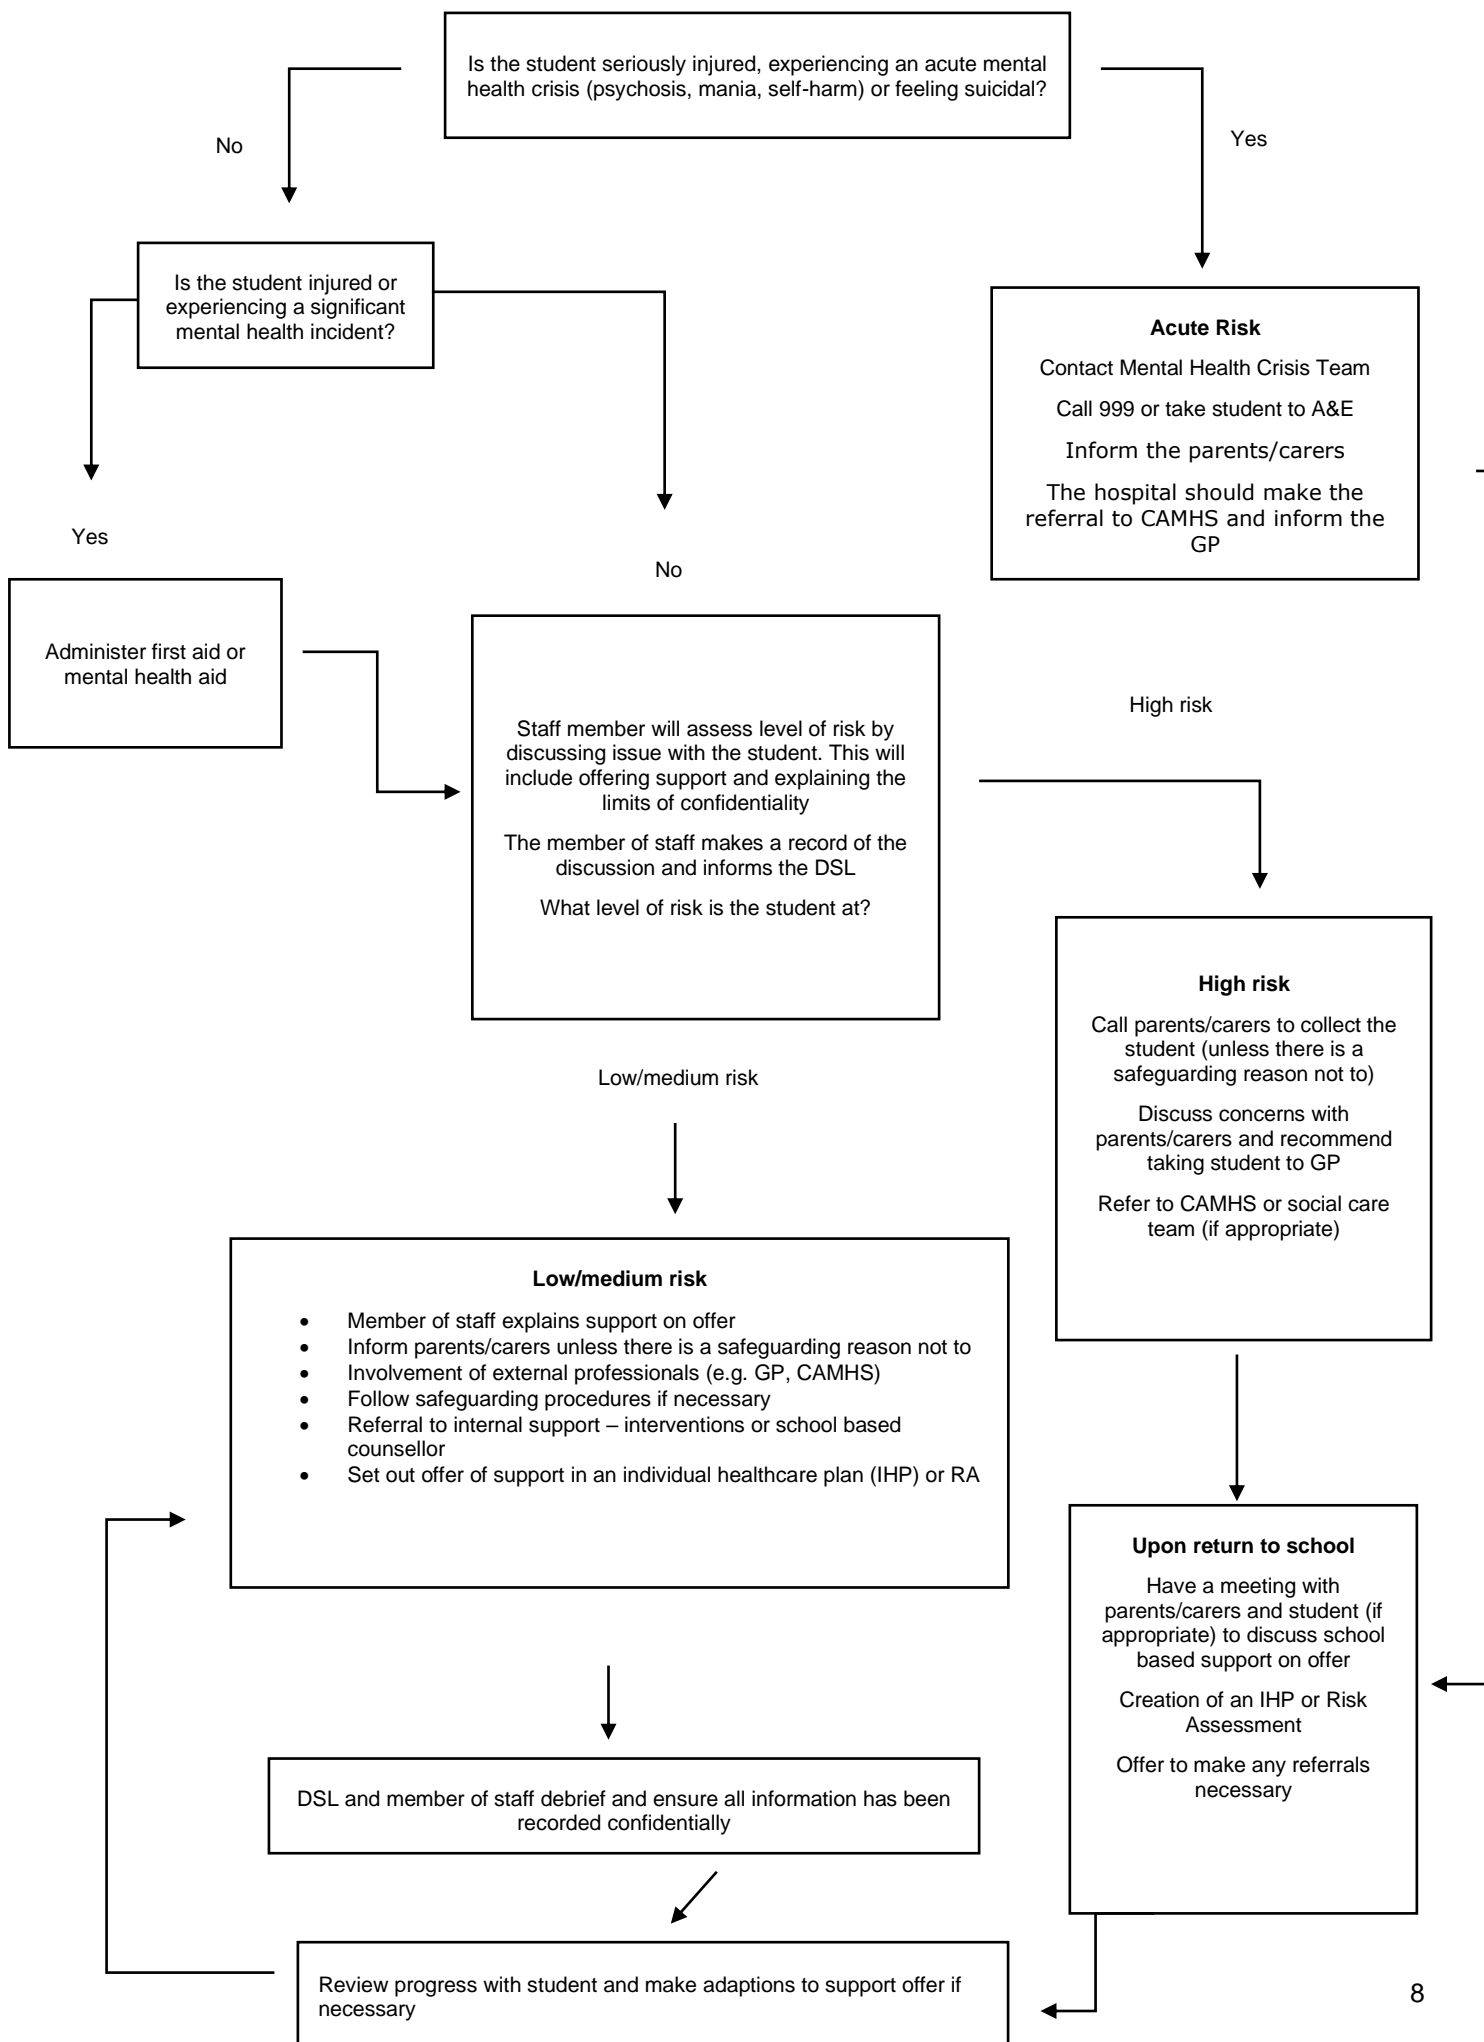 Is the student seriously injured, experiencing an acute mental
health crisis (psychosis, mania, self-harm) or feeling suicidal?
No
Yes
Is the student injured or
experiencing a significant
mental health incident?
Acute Risk
Contact Mental Health Crisis Team
Call 999 or take student to A&E
Inform the parents/carers
The hospital should make the
referral to CAMHS and inform the
GP
Yes
No
Administer first aid or
mental health aid
Staff member will assess level of risk by
discussing issue with the student. This will
include offering support and explaining the
limits of confidentiality
The member of staff makes a record of the
discussion and informs the DSL
What level of risk is the student at?
High risk
High risk
Call parents/carers to collect the
student (unless there is a
safeguarding reason not to)
Discuss concerns with
parents/carers and recommend
taking student to GP
Refer to CAMHS or social care
team (if appropriate)
Low/medium risk
Low/medium risk
• Member of staff explains support on offer
• Inform parents/carers unless there is a safeguarding reason not to
• Involvement of external professionals (e.g. GP, CAMHS)
• Follow safeguarding procedures if necessary
• Referral to internal support – interventions or school based
counsellor
• Set out offer of support in an individual healthcare plan (IHP) or RA
Upon return to school
Have a meeting with
parents/carers and student (if
appropriate) to discuss school
based support on offer
Creation of an IHP or Risk
Assessment
Offer to make any referrals
necessary
DSL and member of staff debrief and ensure all information has been
recorded confidentially
Review progress with student and make adaptions to support offer if
necessary
8